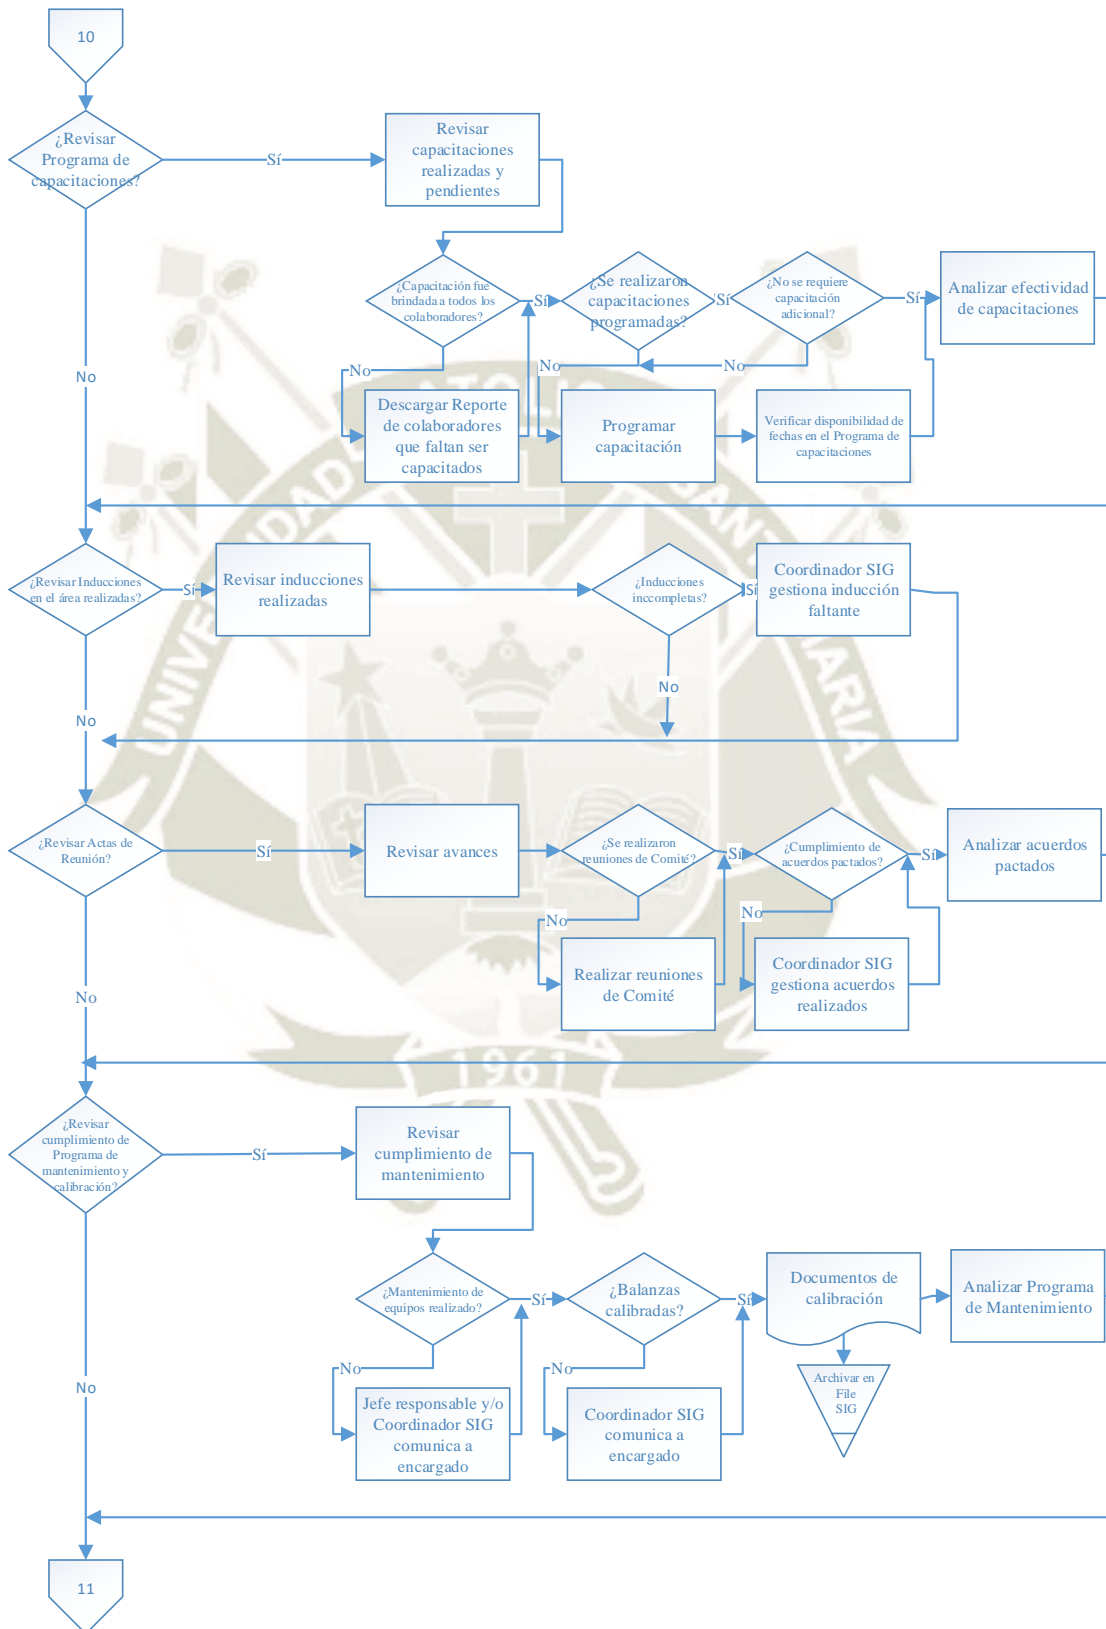 10
¿Revisar
Programa de
capacitaciones?
Sí
Revisar
capacitaciones
realizadas y
pendientes
¿Capacitación fue
brindada a todos los
colaboradores?
Sí
¿Se realizaron
capacitaciones
programadas?
Sí
¿No se requiere
capacitación
adicional?
Sí
Analizar efectividad
de capacitaciones
No
No
No
No
Descargar Reporte
de colaboradores
que faltan ser
capacitados
Programar
capacitación
Verificar disponibilidad de
fechas en el Programa de
capacitaciones
¿Revisar Inducciones
en el área realizadas?
Sí
Revisar inducciones
realizadas
¿Inducciones
inccompletas?
Sí
Coordinador SIG
gestiona inducción
faltante
No
No
¿Revisar Actas de
Reunión?
Sí
Revisar avances
¿Se realizaron
reuniones de Comité?
Sí
¿Cumplimiento de
acuerdos pactados?
Sí
Analizar acuerdos
pactados
No
No
Realizar reuniones
de Comité
Coordinador SIG
gestiona acuerdos
realizados
No
1961
¿Revisar
cumplimiento de
Programa de
mantenimiento y
calibración?
Sí
Revisar
cumplimiento de
mantenimiento
¿Mantenimiento de
equipos realizado?
Sí
¿Balanzas
calibradas?
Sí
Documentos de
calibración
Analizar Programa
de Mantenimiento
No
No
No
Jefe responsable y/o
Coordinador SIG
comunica a
encargado
Coordinador SIG
comunica a
encargado
Archivar en
File
SIG
11